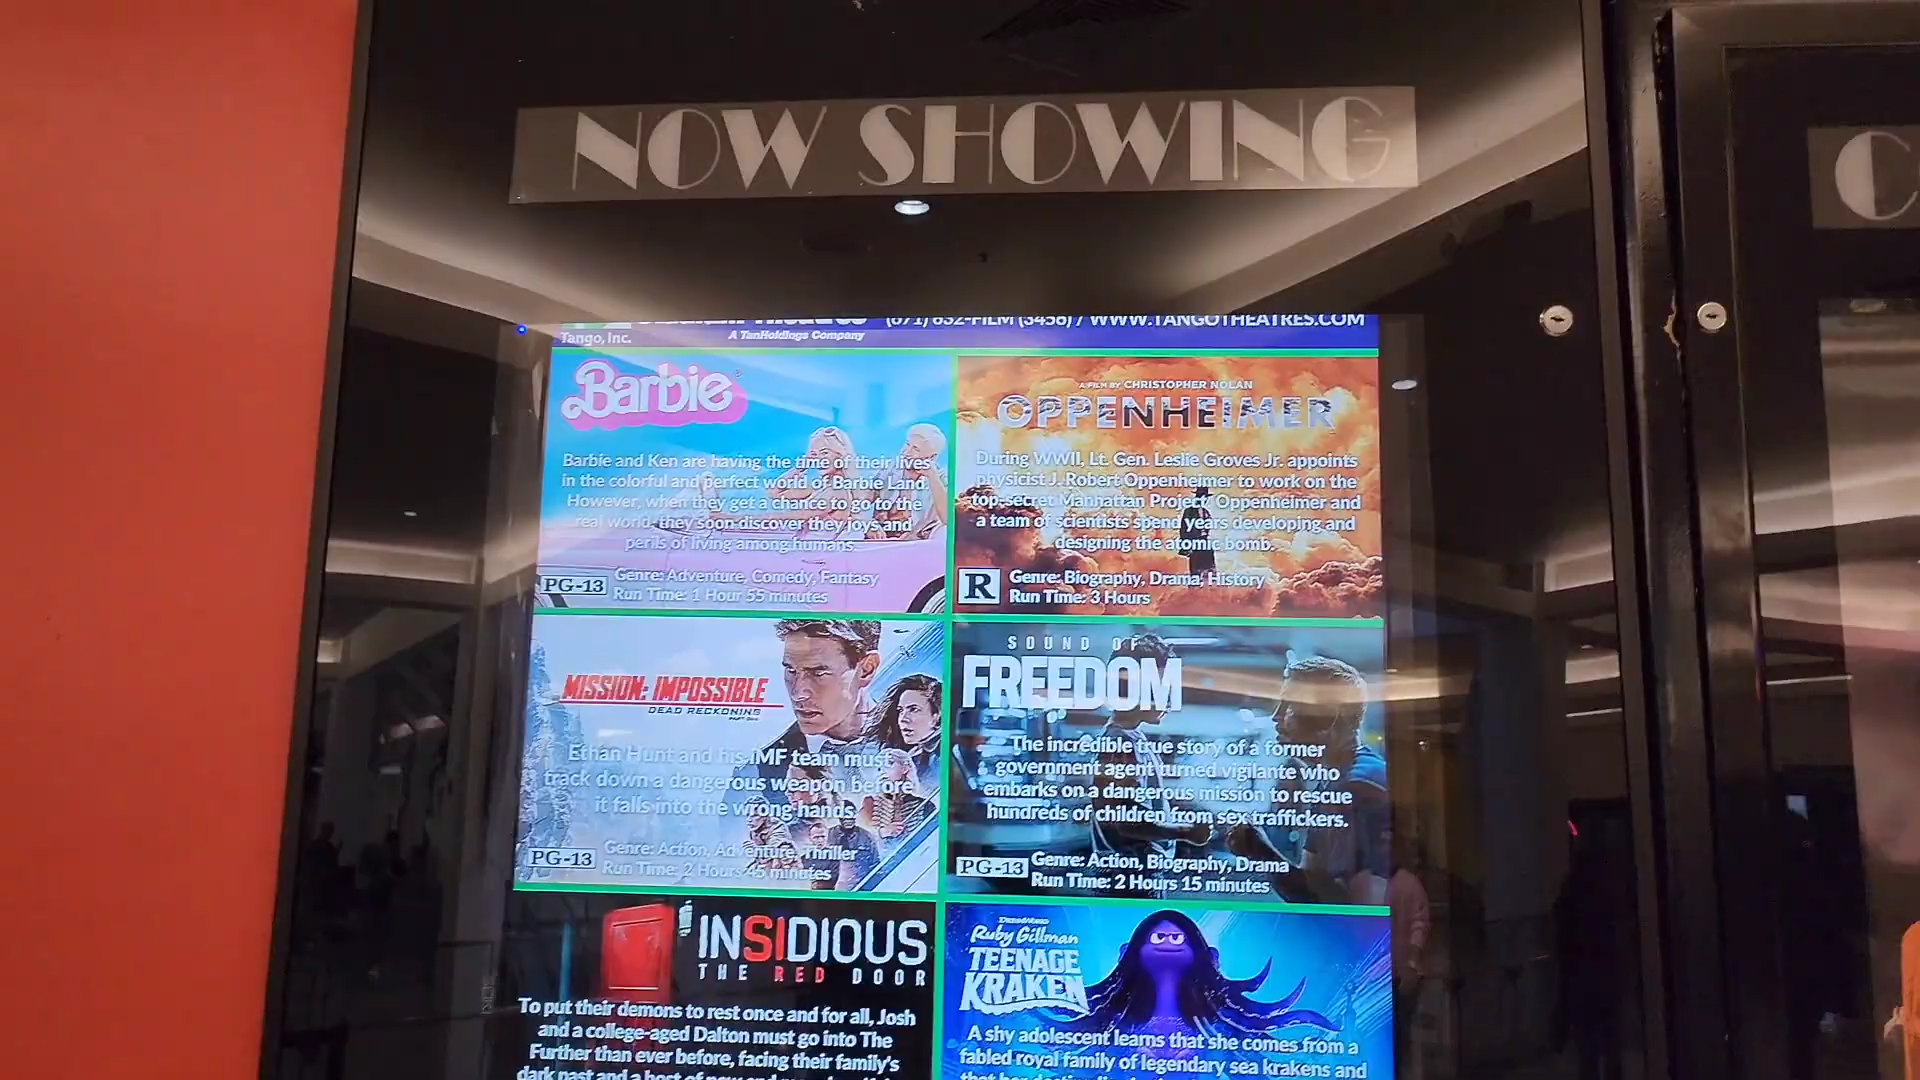 NOW SHOWING
C
Tango, Inc.
A TanHoldings Company
(671) 632-FILM (3456) / WWW.TANGOTHEATRES.COM
Barbie
Barbie and Ken are having the time of their lives
in the colorful and perfect world of Barbie Land.
However, when they get a chance to go to the
real world, they soon discover they joys and
perils of living among humans.
PG-13
Genre: Adventure, Comedy, Fantasy
Run Time: 1 Hour 55 minutes
A FILM BY CHRISTOPHER NOLAN
OPPENHEIMER
During WWII, Lt. Gen. Leslie Groves Jr. appoints
physicist J. Robert Oppenheimer to work on the
top-secret Manhattan Project. Oppenheimer and
a team of scientists spend years developing and
designing the atomic bomb.
R
Genre: Biography, Drama, History
Run Time: 3 Hours
MISSION: IMPOSSIBLE
DEAD RECKONING
PART ONE
Ethan Hunt and his IMF team must
track down a dangerous weapon before
it falls into the wrong hands.
PG-13
Genre: Action, Adventure, Thriller
Run Time: 2 Hours 45 minutes
SOUND OF
FREEDOM
The incredible true story of a former
government agent turned vigilante who
embarks on a dangerous mission to rescue
hundreds of children from sex traffickers.
PG-13
Genre: Action, Biography, Drama
Run Time: 2 Hours 15 minutes
INSIDIOUS
THE RED DOOR
To put their demons to rest once and for all, Josh
and a college-aged Dalton must go into The
Further than ever before, facing their family's
dark past and a host of new and
DreamWorks
Ruby Gillman
TEENAGE
KRAKEN
A shy adolescent learns that she comes from a
fabled royal family of legendary sea krakens and
that her